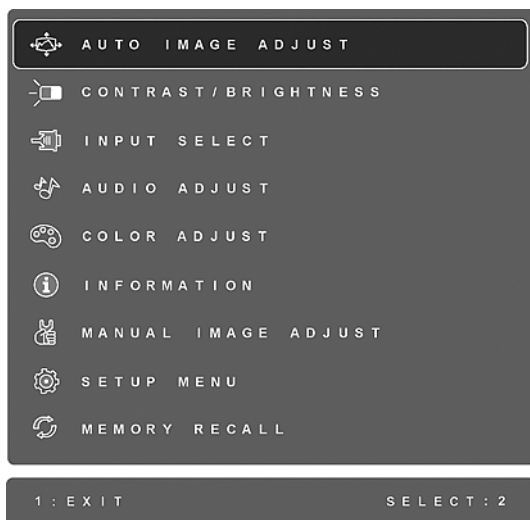 AUTO IMAGE ADJUST
CONTRAST/BRIGHTNESS
INPUT SELECT
AUDIO ADJUST
COLOR ADJUST
INFORMATION
MANUAL IMAGE ADJUST
SETUP MENU
MEMORY RECALL
1:EXIT SELECT:2